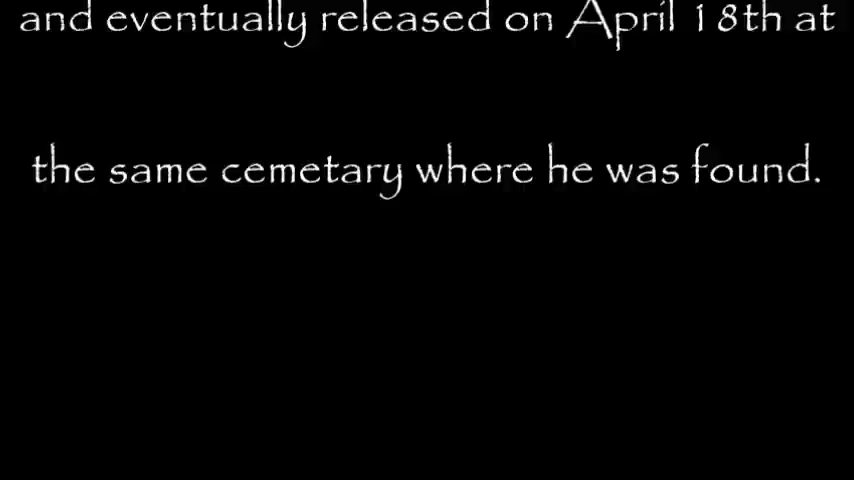 and eventually released on April 18th at
the same cemetary where he was found.